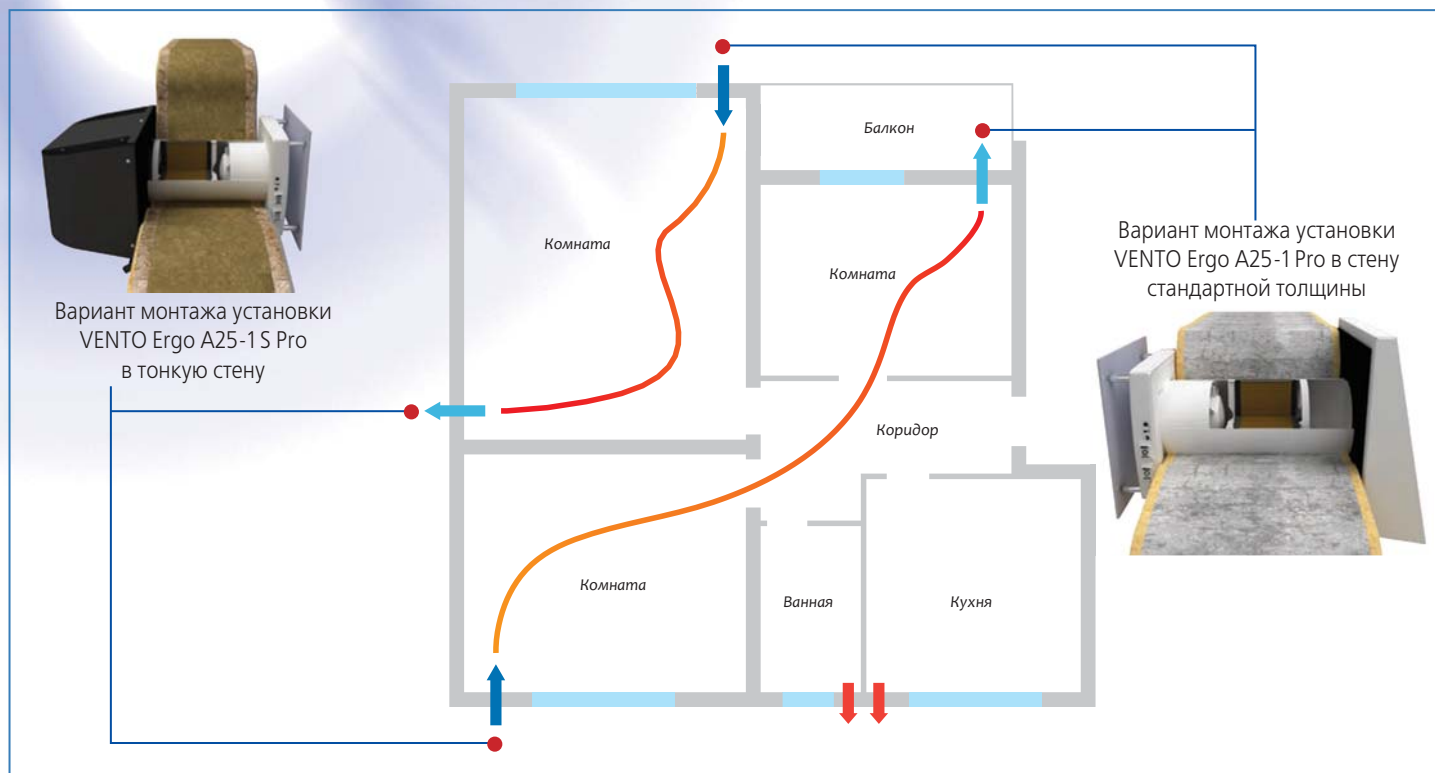 Вариант монтажа установки
VENTO Ergo A25-1 S Pro
в тонкую стену
Балкон
Комната
Комната
Вариант монтажа установки
VENTO Ergo A25-1 Pro в стену
стандартной толщины
Коридор
Комната
Ванная
Кухня